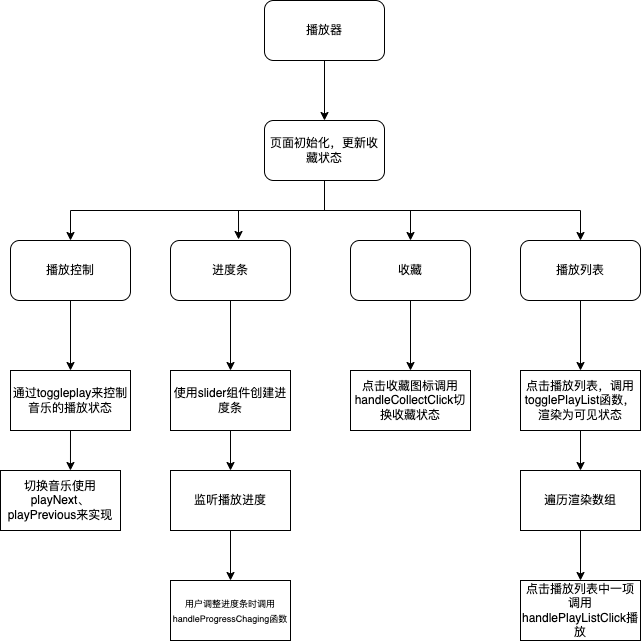 播放器
页面初始化，更新收
藏状态
播放控制
进度条
收藏
播放列表
通过toggleplay来控制
音乐的播放状态
使用slider组件创建进
度条
点击收藏图标调用
handleCollectClick切
换收藏状态
点击播放列表，调用
togglePlayList函数，
渲染为可见状态
切换音乐使用
playNext、
playPrevious来实现
监听播放进度
遍历渲染数组
用户调整进度条时调用
handleProgressChaging函数
点击播放列表中一项
调用
handlePlayListClick播
放